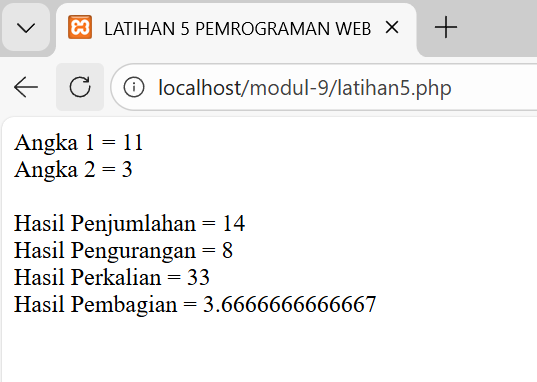 LATIHAN 5 PEMROGRAMAN WEB
localhost/modul-9/latihan5.php
Angka 1 = 11
Angka 2 = 3
Hasil Penjumlahan = 14
Hasil Pengurangan = 8
Hasil Perkalian = 33
Hasil Pembagian = 3.6666666666667